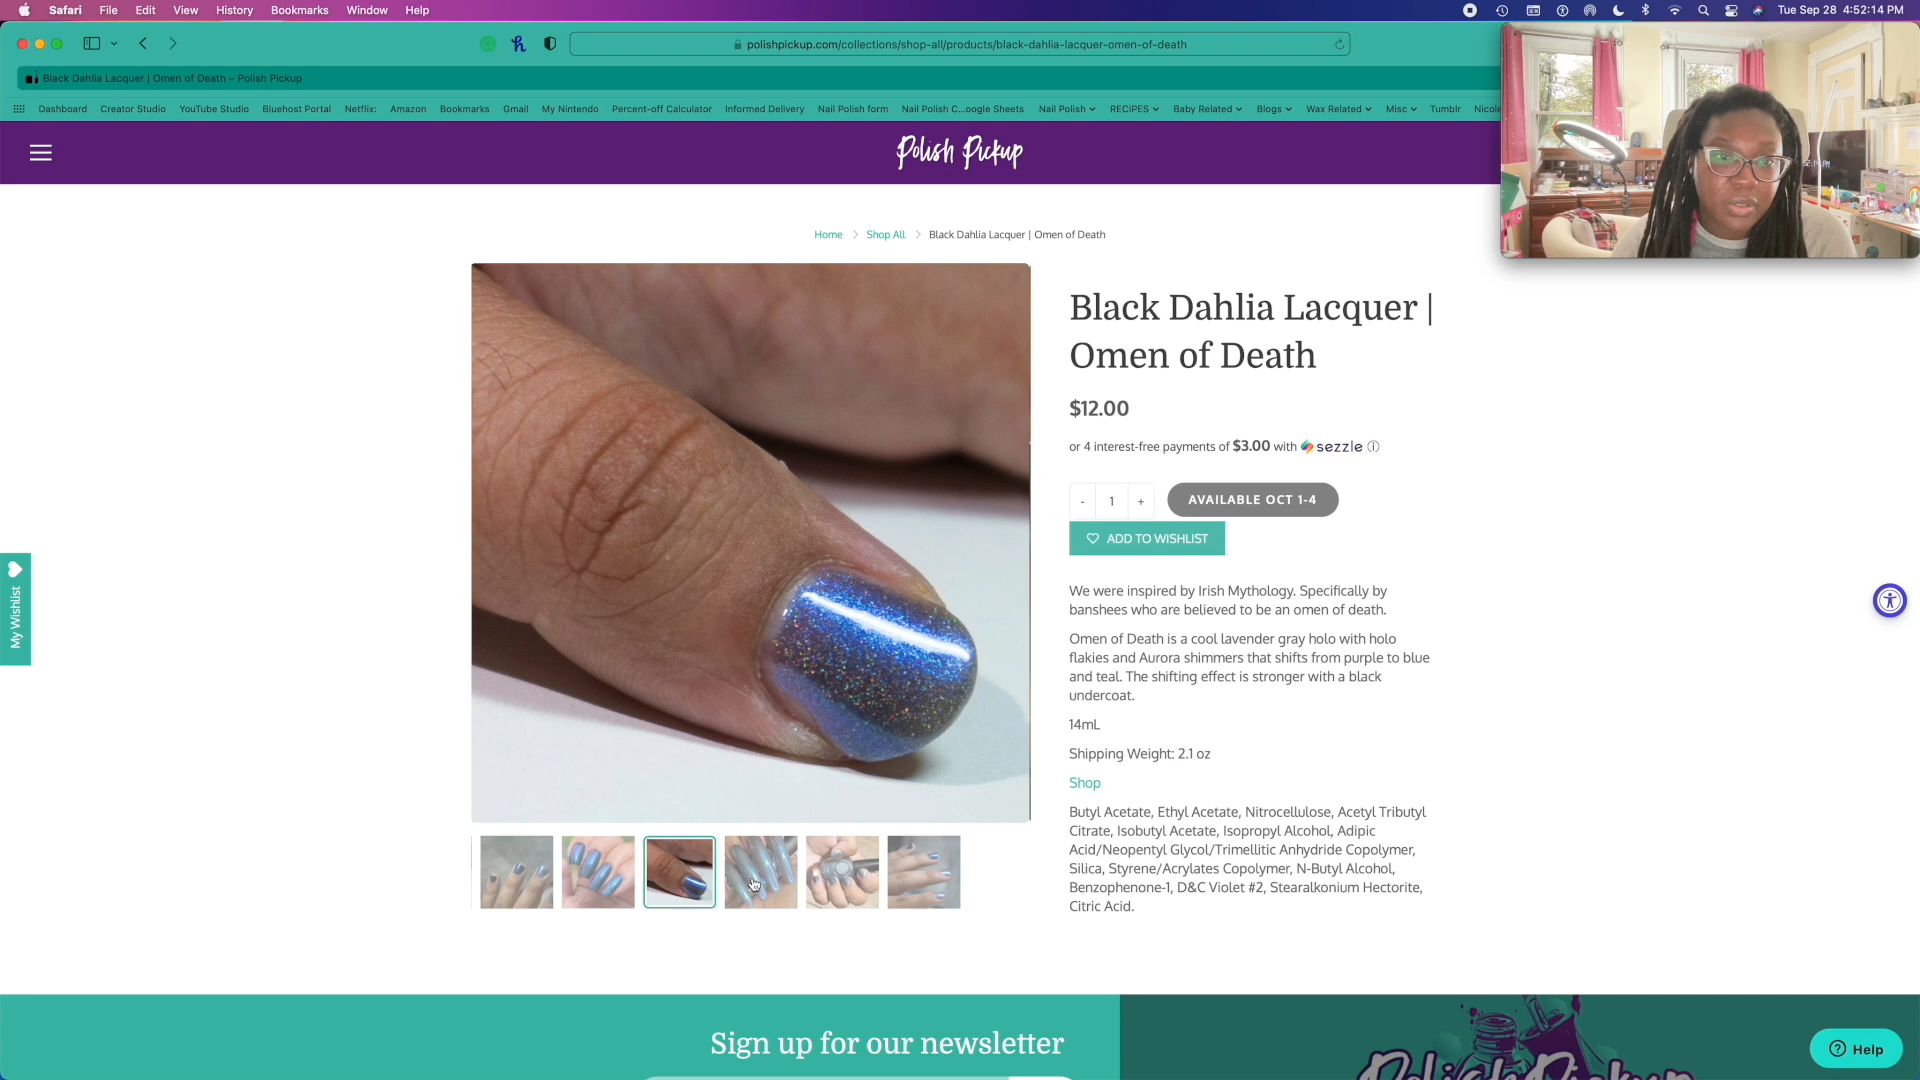 Safari File Edit View History Bookmarks Window Help
Tue Sep 28 4:52:14 PM
polishpickup.com/collections/shop-all/products/black-dahlia-lacquer-omen-of-death
Black Dahlia Lacquer | Omen of Death – Polish Pickup
Dashboard Creator Studio YouTube Studio Bluehost Portal Netflix: Amazon Bookmarks Gmail My Nintendo Percent-off Calculator Informed Delivery Nail Polish form Nail Polish C...oogle Sheets Nail Polish RECIPES Baby Related Blogs Wax Related Misc Tumblr Nicole
Polish Pickup
Home > Shop All > Black Dahlia Lacquer | Omen of Death
Black Dahlia Lacquer |
Omen of Death
$12.00
or 4 interest-free payments of $3.00 with sezzle
- 1 + AVAILABLE OCT 1-4
ADD TO WISHLIST
My Wishlist
We were inspired by Irish Mythology. Specifically by
banshees who are believed to be an omen of death.
Omen of Death is a cool lavender gray holo with holo
flakies and Aurora shimmers that shifts from purple to blue
and teal. The shifting effect is stronger with a black
undercoat.
14mL
Shipping Weight: 2.1 oz
Shop
Butyl Acetate, Ethyl Acetate, Nitrocellulose, Acetyl Tributyl
Citrate, Isobutyl Acetate, Isopropyl Alcohol, Adipic
Acid/Neopentyl Glycol/Trimellitic Anhydride Copolymer,
Silica, Styrene/Acrylates Copolymer, N-Butyl Alcohol,
Benzophenone-1, D&C Violet #2, Stearalkonium Hectorite,
Citric Acid.
Sign up for our newsletter
Polish Pickup
? Help